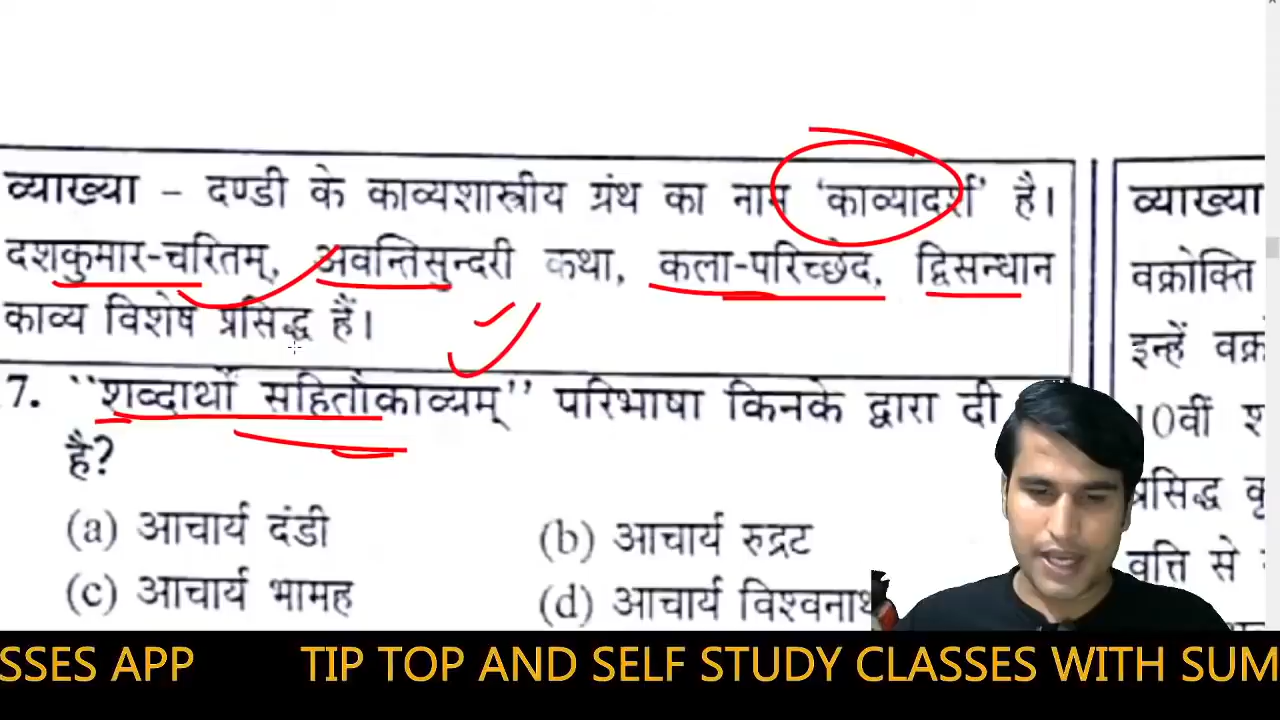 व्याख्या – दण्डी के काव्यशास्त्रीय ग्रंथ का नाम ‘काव्यादर्श’ है।
दशकुमार-चरितम्, अवन्तिसुन्दरी कथा, कला-परिच्छेद, द्विसन्धान
काव्य विशेष प्रसिद्ध हैं।
7. ‘‘शव्दार्थों सहितौकाव्यम्’’ परिभाषा किनके द्वारा दी
है?
(a) आचार्य दंडी (b) आचार्य रुद्रट
(c) आचार्य भामह (d) आचार्य विश्वनाथ
व्याख्या
वक्रोक्ति
इन्हें
10वीं
प्रसिद्ध
से
SSES APP TIP TOP AND SELF STUDY CLASSES WITH SUM